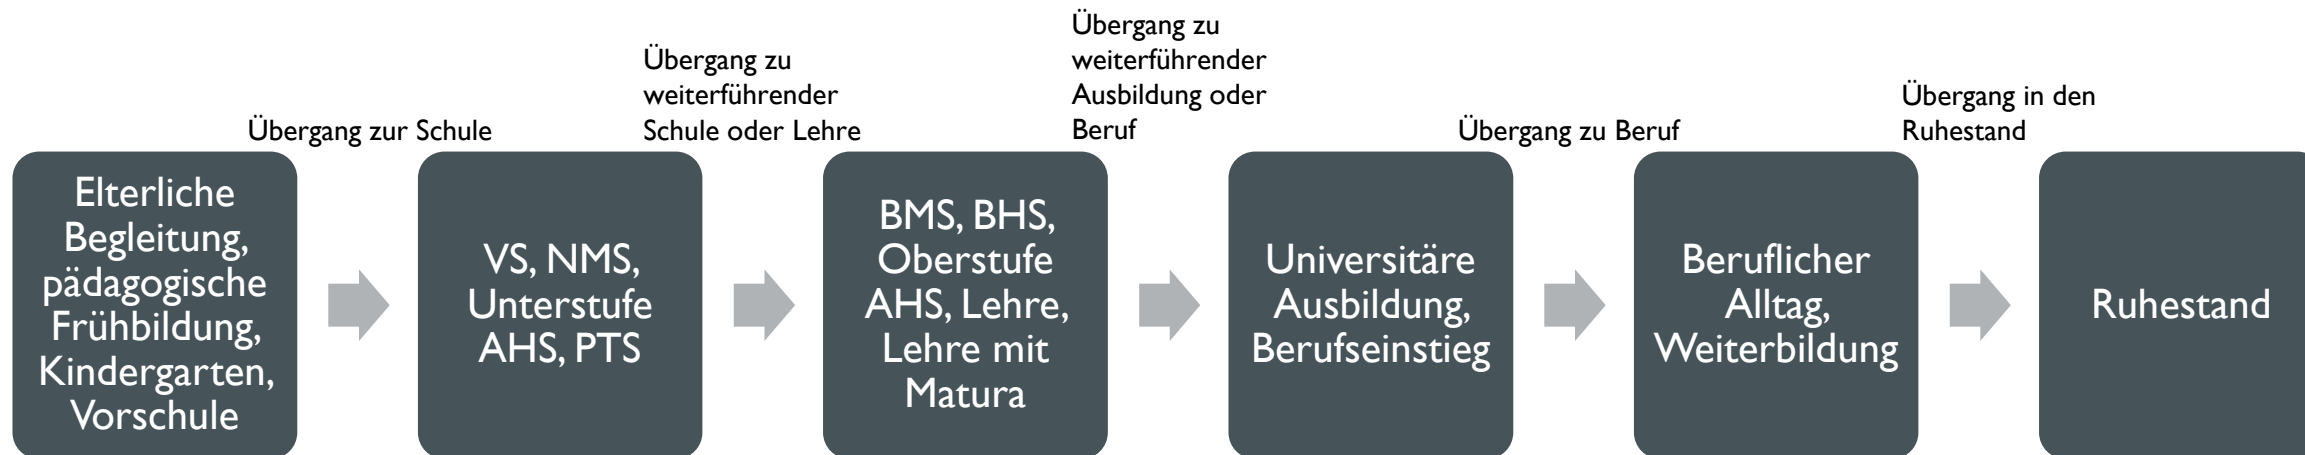 Übergang zur Schule
Übergang zu
weiterführender
Schule oder Lehre
Übergang zu
weiterführender
Ausbildung oder
Beruf
Übergang zu Beruf
Übergang in den
Ruhestand
Elterliche
Begleitung,
pädagogische
Frühbildung,
Kindergarten,
Vorschule
VS, NMS,
Unterstufe
AHS, PTS
BMS, BHS,
Oberstufe
AHS, Lehre,
Lehre mit
Matura
Universitäre
Ausbildung,
Berufseinstieg
Beruflicher
Alltag,
Weiterbildung
Ruhestand